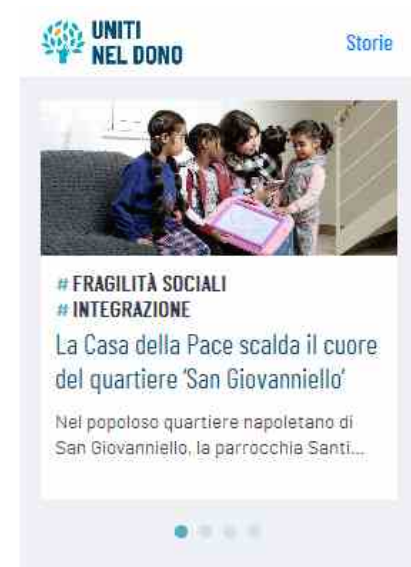 UNITI
NEL DONO
Storie
# FRAGILITÀ SOCIALI
# INTEGRAZIONE
La Casa della Pace scalda il cuore
del quartiere ‘San Giovanniello’
Nel popoloso quartiere napoletano di
San Giovanniello, la parrocchia Santi...